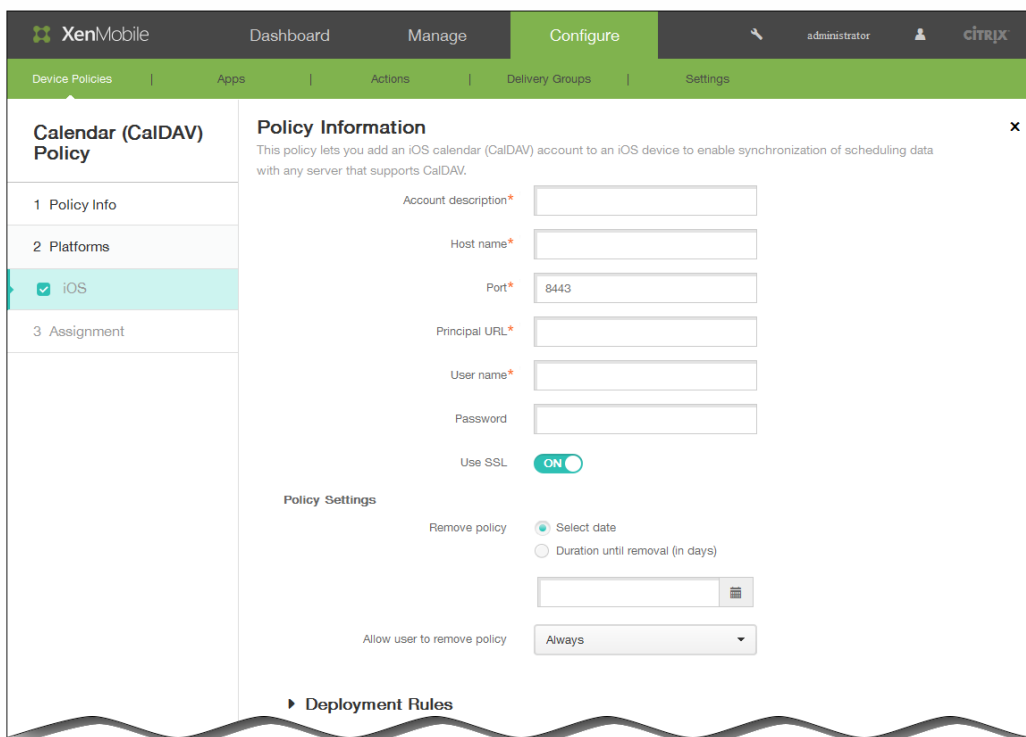 XenMobile Dashboard Manage Configure administrator CİTRIX
Device Policies | Apps | Actions | Delivery Groups | Settings
Calendar (CalDAV)
Policy
1 Policy Info
2 Platforms
iOS
3 Assignment
Policy Information
x
This policy lets you add an iOS calendar (CalDAV) account to an iOS device to enable synchronization of scheduling data
with any server that supports CalDAV.
Account description*
Host name*
Port* 8443
Principal URL*
User name*
Password
Use SSL ON
Policy Settings
Remove policy Select date
Duration until removal (in days)
Allow user to remove policy Always
Deployment Rules